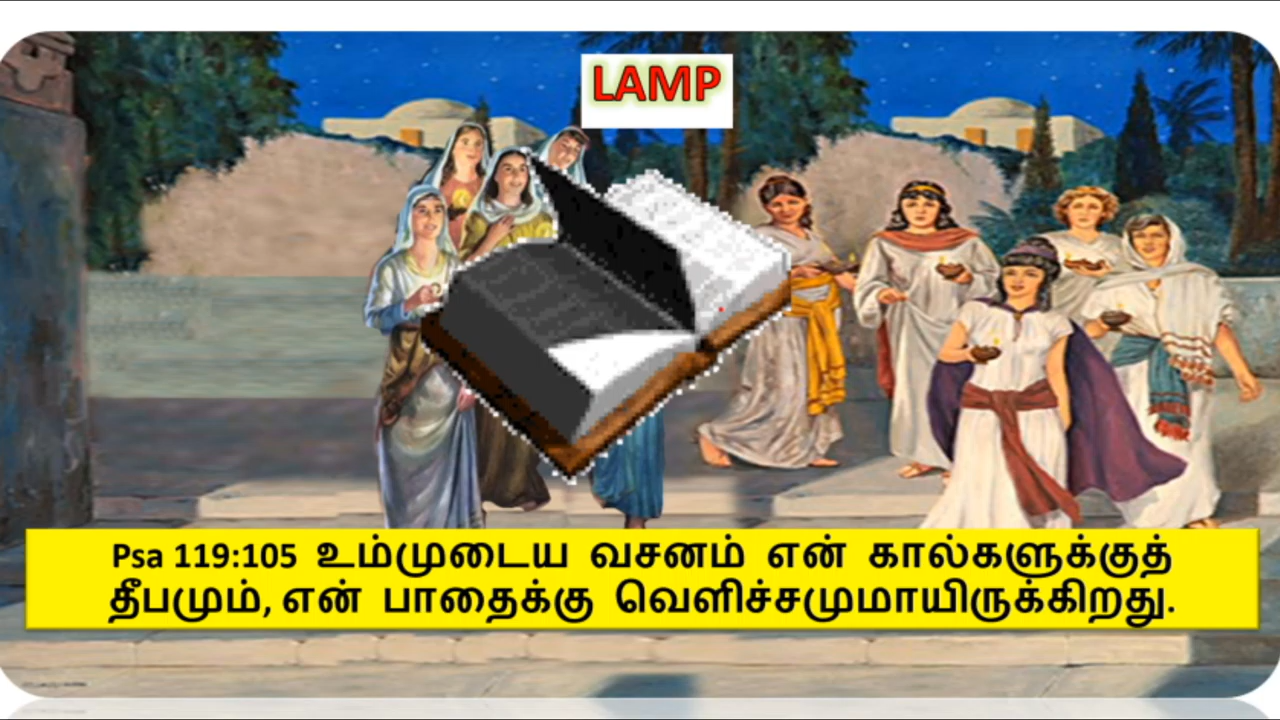 LAMP
Psa 119:105 உம்முடைய வசனம் என் கால்களுக்குத்
தீபமும், என் பாதைக்கு வெளிச்சமுமாயிருக்கிறது.